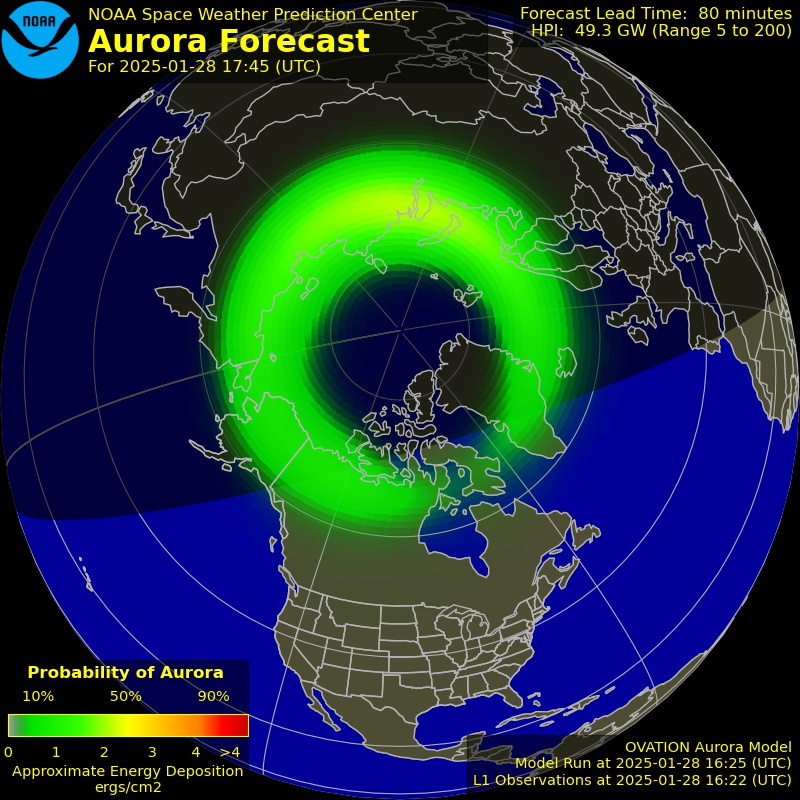 NOAA
NOAA Space Weather Prediction Center
Aurora Forecast
For 2025-01-28 17:45 (UTC)
Forecast Lead Time: 80 minutes
HPI: 49.3 GW (Range 5 to 200)
Probability of Aurora
10% 50% 90%
0 1 2 3 4 >4
Approximate Energy Deposition
ergs/cm2
OVATION Aurora Model
Model Run at 2025-01-28 16:25 (UTC)
L1 Observations at 2025-01-28 16:22 (UTC)